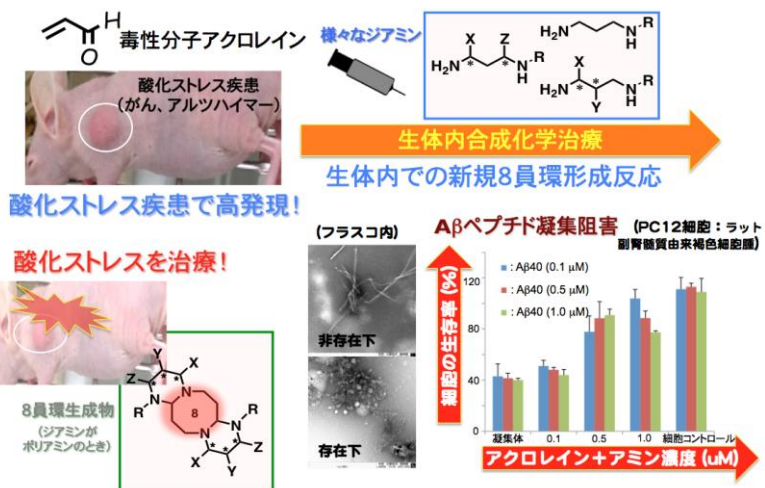 H
O
毒性分子アクロレイン
酸化ストレス疾患
(がん、アルツハイマー)
酸化ストレス疾患で高発現!
様々なジアミン
H₂N N R
H
X Z
H₂N * * N R
H
X
H₂N * * N R
Y H
生体内合成化学治療
生体内での新規8員環形成反応
酸化ストレスを治療!
8員環生成物
(ジアミンが
ポリアミンのとき)
Y X
Z * * *
N
R N 8 N R
N
* * * Z
X Y
(フラスコ内)
非存在下
存在下
Aβペプチド凝集阻害 (PC12細胞:ラット
副腎髄質由来褐色細胞腫)
細胞の生存率 (%)
120
80
40
0
: Aβ40 (0.1 μM)
: Aβ40 (0.5 μM)
: Aβ40 (1.0 μM)
凝集体 0.1 0.5 1.0 細胞コントロール
アクロレイン+アミン濃度 (uM)